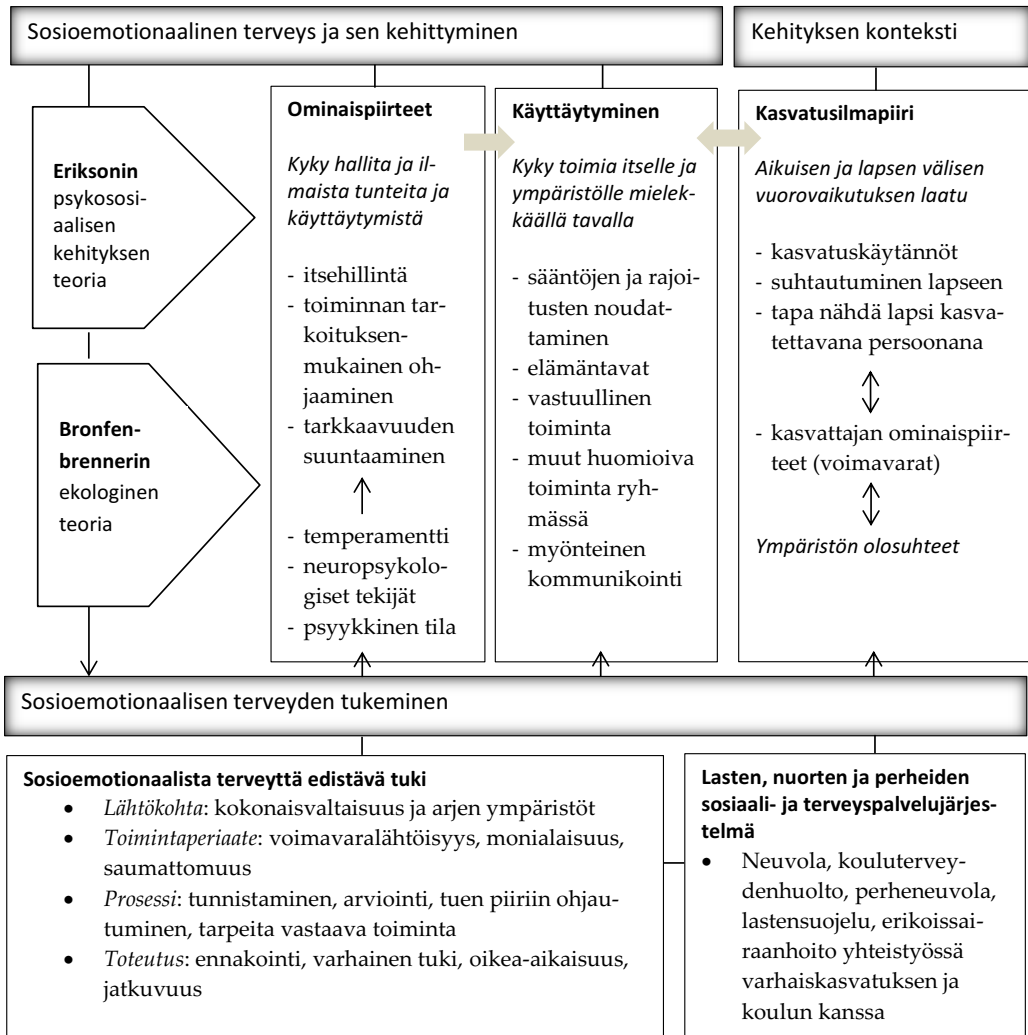 Sosioemotionaalinen terveys ja sen kehittyminen
Kehityksen konteksti
Eriksonin
psykososi-
aalisen
kehityksen
teoria
Bronfen-
brennerin
ekologinen
teoria
Ominaispiirteet
Kyky hallita ja il-
maista tunteita ja
käyttäytymistä
- itsehillintä
- toiminnan tar-
koituksen-
mukainen oh-
jaaminen
- tarkkaavuuden
suuntaaminen
- temperamentti
- neuropsykolo-
giset tekijät
- psyykkinen tila
Käyttäytyminen
Kyky toimia itselle ja
ympäristölle mielek-
käällä tavalla
- sääntöjen ja rajoi-
tusten noudat-
taminen
- elämäntavat
- vastuullinen
toiminta
- muut huomioiva
toiminta ryh-
mässä
- myönteinen
kommunikointi
Kasvatusilmapiiri
Aikuisen ja lapsen välisen
vuorovaikutuksen laatu
- kasvatuskäytännöt
- suhtautuminen lapseen
- tapa nähdä lapsi kasva-
tettavana persoonana
- kasvattajan ominaispiir-
teet (voimavarat)
Ympäristön olosuhteet
Sosioemotionaalisen terveyden tukeminen
Sosioemotionaalista terveyttä edistävä tuki
• Lähtökohta: kokonaisvaltaisuus ja arjen ympäristöt
• Toimintaperiaate: voimavaralähtöisyys, monialaisuus,
saumattomuus
• Prosessi: tunnistaminen, arviointi, tuen piiriin ohjau-
tuminen, tarpeita vastaava toiminta
• Toteutus: ennakointi, varhainen tuki, oikea-aikaisuus,
jatkuvuus
Lasten, nuorten ja perheiden
sosiaali- ja terveyspalvelujärjes-
telmä
• Neuvola, koulutervey-
denhuolto, perheneuvola,
lastensuojelu, erikoissai-
raanhoito yhteistyössä
varhaiskasvatuksen ja
koulun kanssa